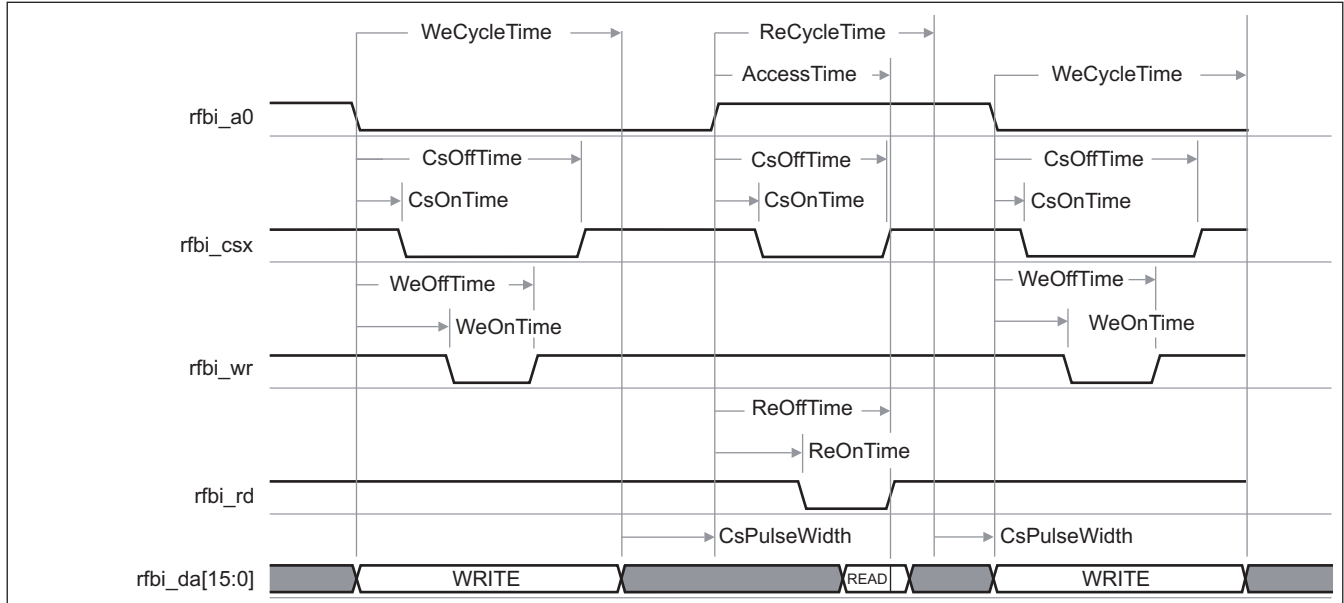 WeCycleTime ReCycleTime
AccessTime WeCycleTime
rfbi_a0
CsOffTime CsOffTime CsOffTime
CsOnTime CsOnTime CsOnTime
rfbi_csx
WeOffTime WeOffTime
WeOnTime WeOnTime
rfbi_wr
ReOffTime
ReOnTime
rfbi_rd
CsPulseWidth CsPulseWidth
rfbi_da[15:0] WRITE READ WRITE